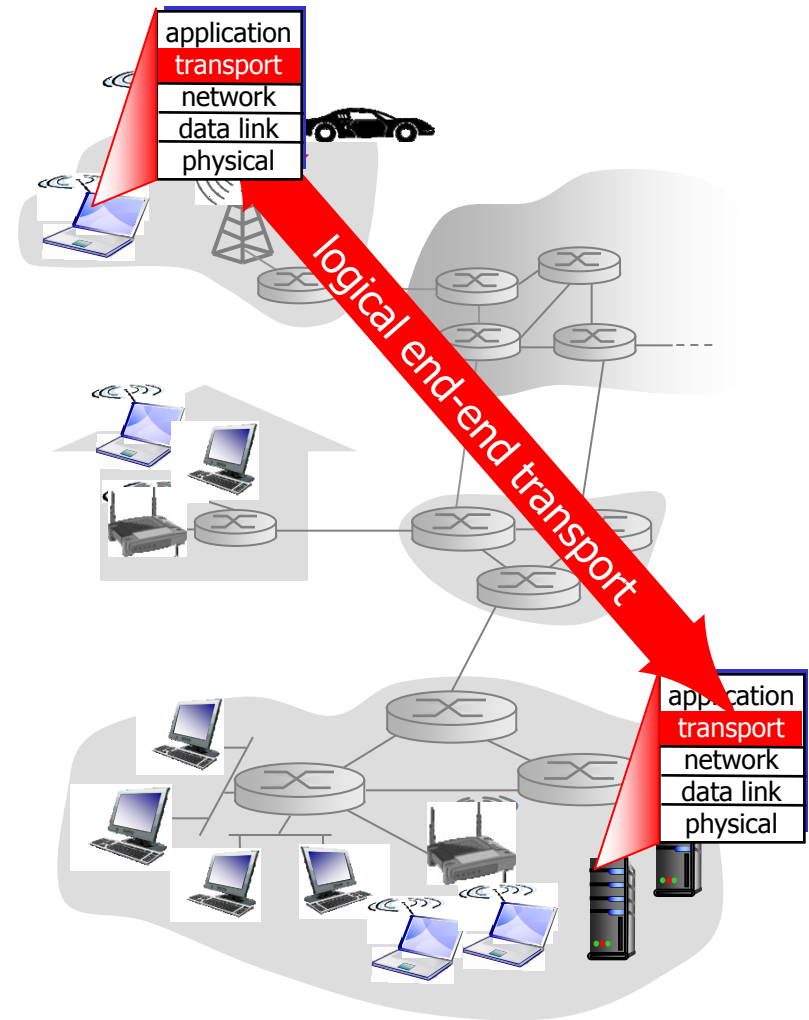 application
transport
network
data link
physical
logical end-end transport
application
transport
network
data link
physical